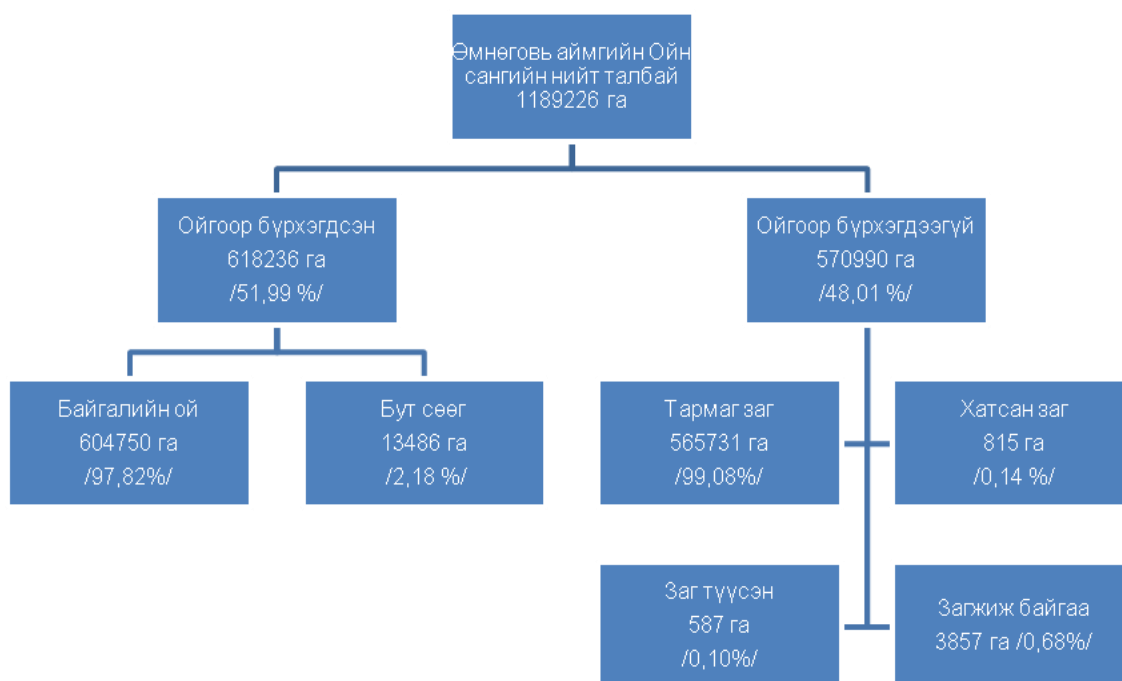 Өмнөговь аймгийн Ойн
сангийн нийт талбай
1189226 га
Ойгоор бүрхэгдсэн
618236 га
/51,99 %/
Ойгоор бүрхэгдээгүй
570990 га
/48,01 %/
Байгалийн ой
604750 га
/97,82%/
Бут сөөг
13486 га
/2,18 %/
Тармаг заг
565731 га
/99,08%/
Хатсан заг
815 га
/0,14 %/
Заг түүсэн
587 га
/0,10%/
Загжиж байгаа
3857 га /0,68%/